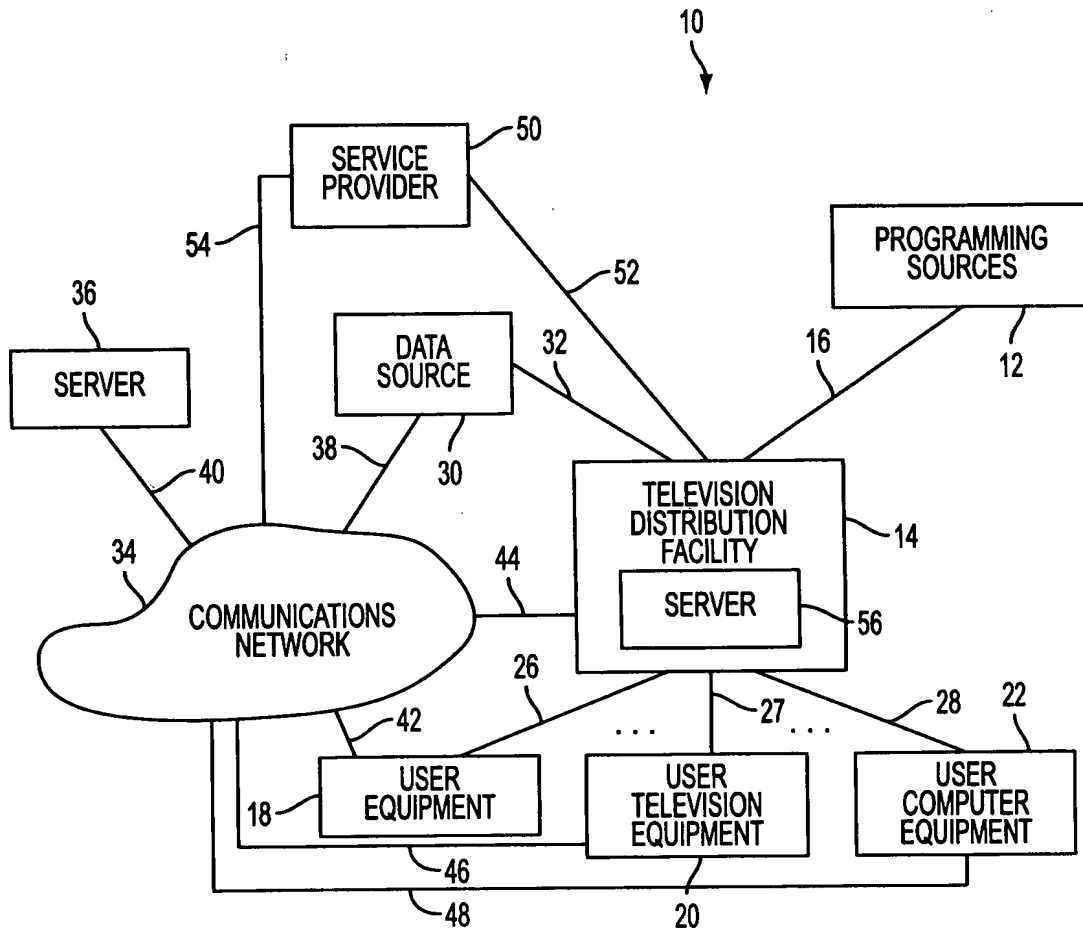 10
50
SERVICE
PROVIDER
54
52
PROGRAMMING
SOURCES
36
12
SERVER
DATA
SOURCE
32
16
40
38
30
TELEVISION
DISTRIBUTION
FACILITY
14
34
44
SERVER
56
COMMUNICATIONS
NETWORK
26
27
28
22
42
. . .
. . .
USER
EQUIPMENT
18
USER
TELEVISION
EQUIPMENT
USER
COMPUTER
EQUIPMENT
46
48
20